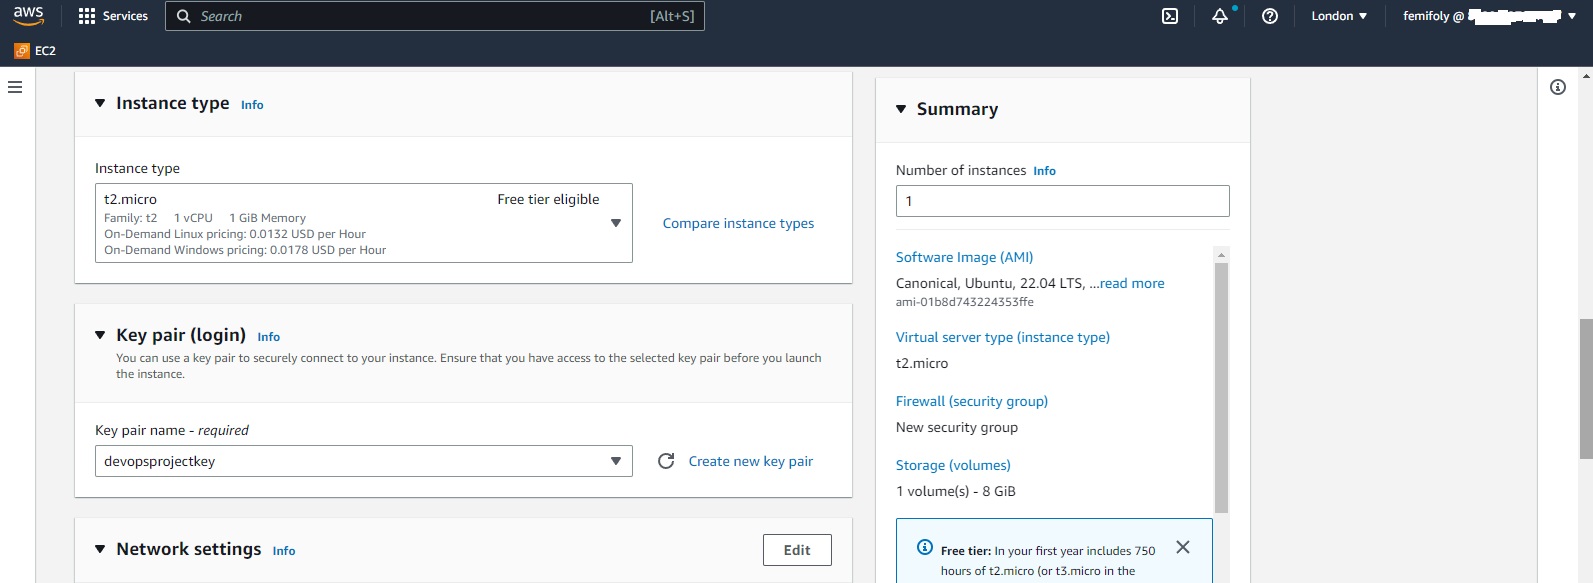 aws
Services
Search
[Alt+S]
London
femifoly @
EC2
Instance type Info
Instance type
t2.micro
Free tier eligible
Family: t2 1 vCPU 1 GiB Memory
On-Demand Linux pricing: 0.0132 USD per Hour
On-Demand Windows pricing: 0.0178 USD per Hour
Compare instance types
Key pair (login) Info
You can use a key pair to securely connect to your instance. Ensure that you have access to the selected key pair before you launch
the instance.
Key pair name - required
devopsprojectkey
Create new key pair
Network settings Info
Edit
Summary
Number of instances Info
1
Software Image (AMI)
Canonical, Ubuntu, 22.04 LTS, ...read more
ami-01b8d743224353ffe
Virtual server type (instance type)
t2.micro
Firewall (security group)
New security group
Storage (volumes)
1 volume(s) - 8 GiB
Free tier: In your first year includes 750
hours of t2.micro (or t3.micro in the